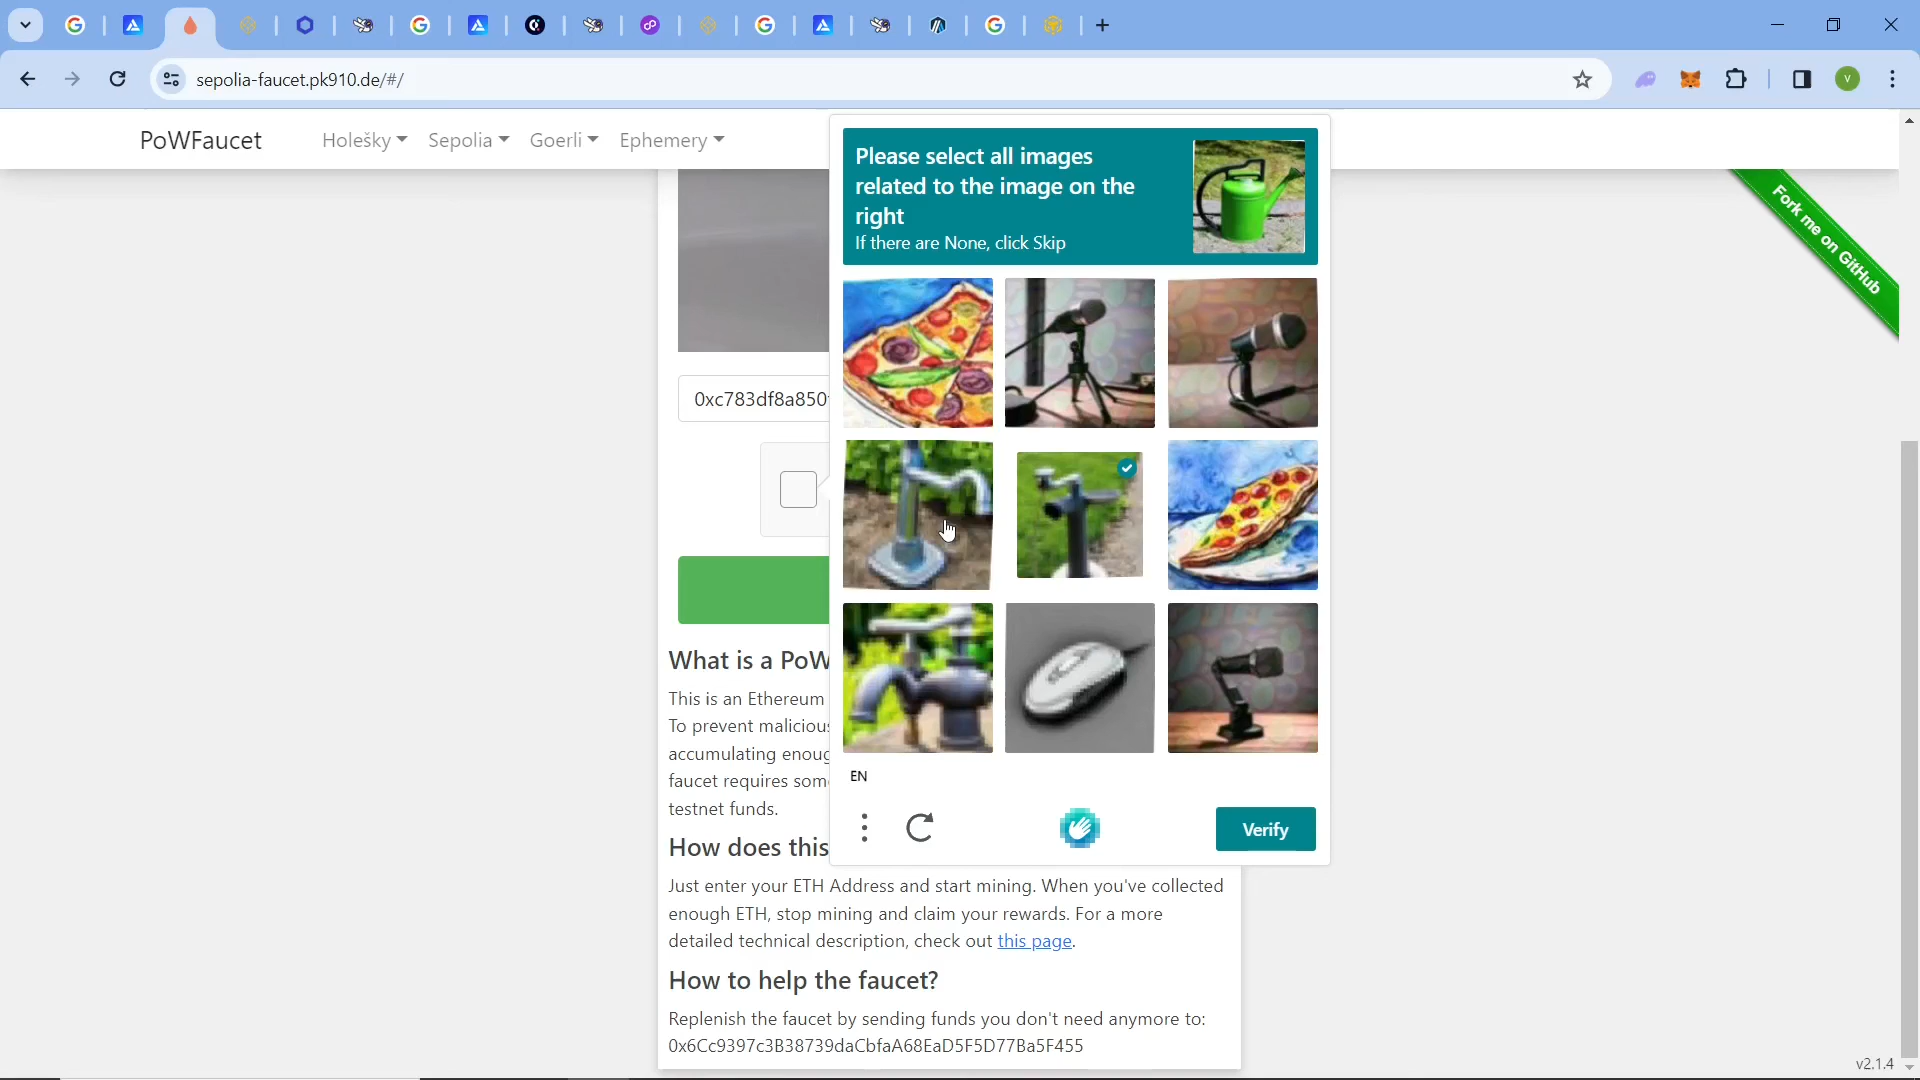 sepolia-faucet.pk910.de/#/
V
PoWFaucet
Holešky
Sepolia
Goerli
Ephemery
Fork me on GitHub
Please select all images
related to the image on the
right
If there are None, click Skip
0xc783df8a850
EN
Verify
What is a PoW
This is an Ethereum
To prevent malicious
accumulating enoug
faucet requires som
testnet funds.
How does this
Just enter your ETH Address and start mining. When you've collected
enough ETH, stop mining and claim your rewards. For a more
detailed technical description, check out this page.
How to help the faucet?
Replenish the faucet by sending funds you don't need anymore to:
0x6Cc9397c3B38739daCbfaA68EaD5F5D77Ba5F455
v2.1.4